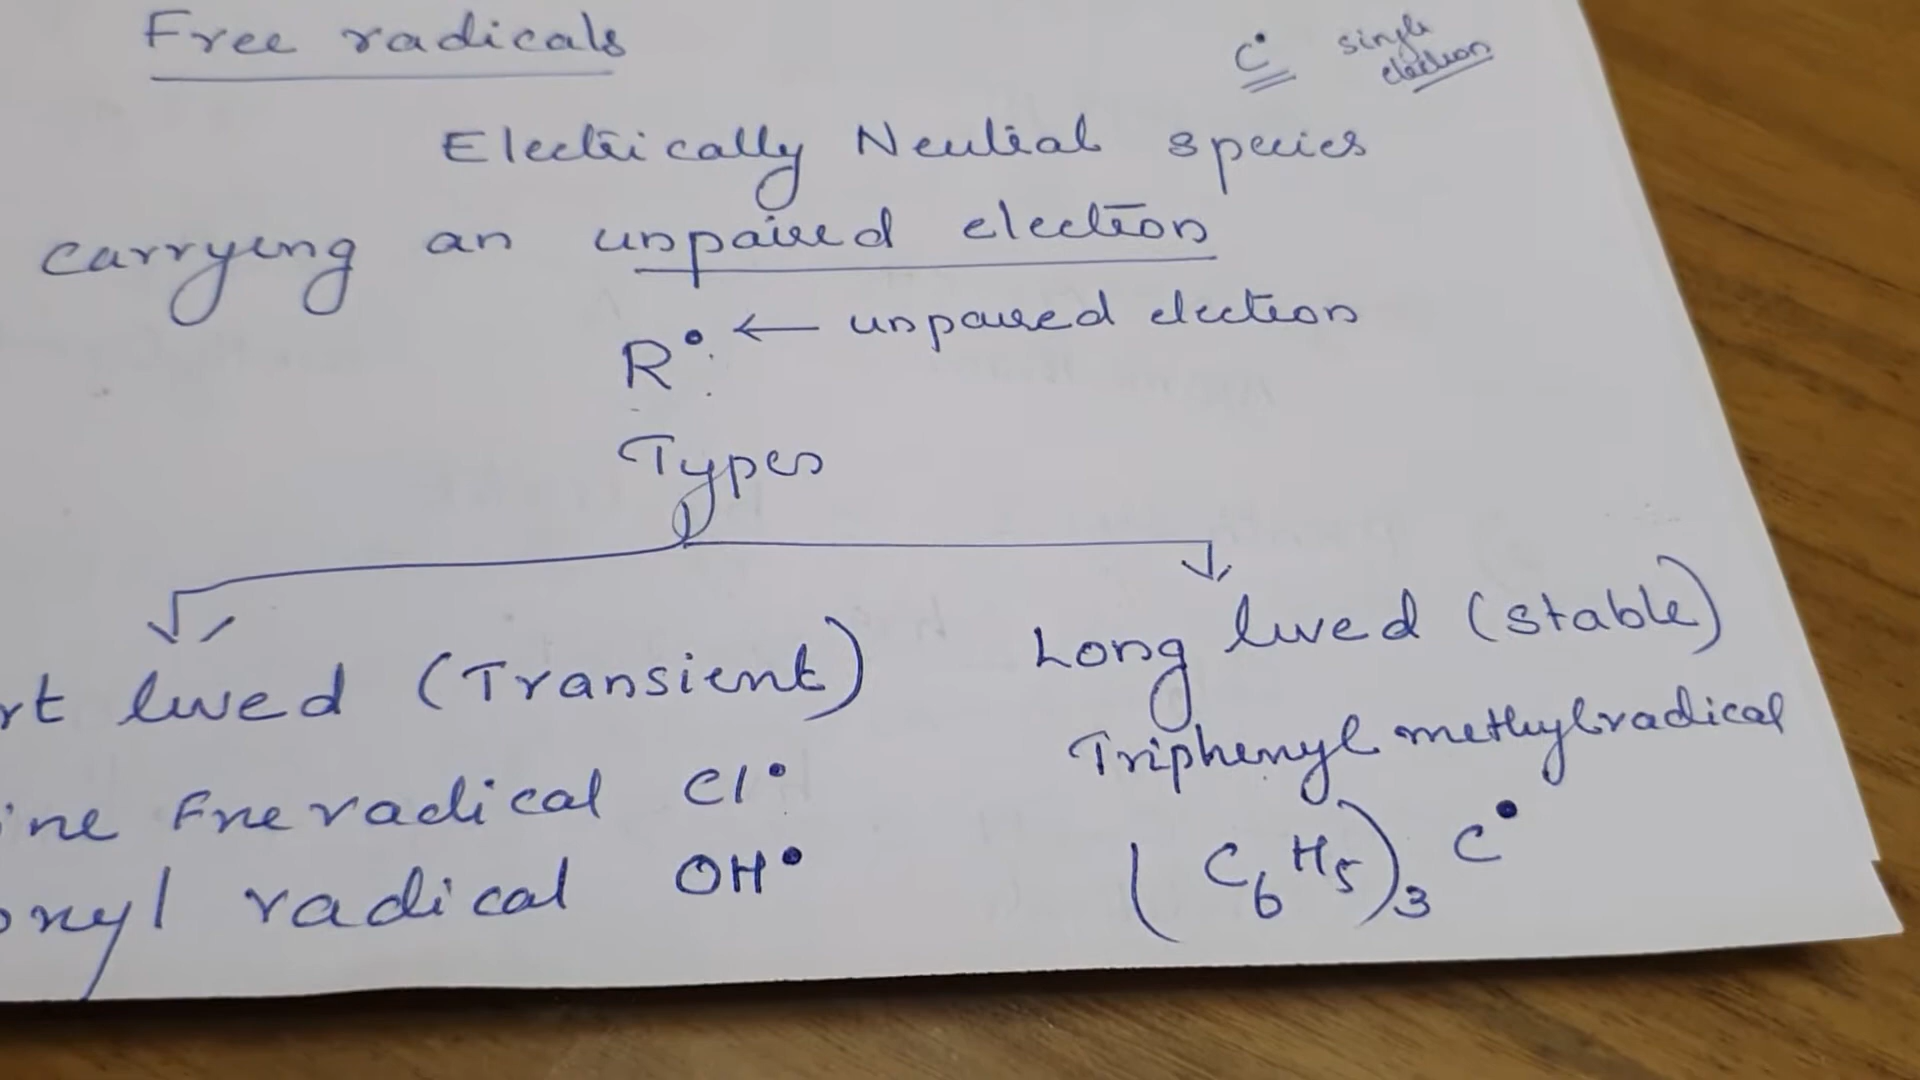 Free radicals
C• single
electron
Electrically Neutral species
carrying an unpaired electron
R• ← unpaired electron
Types
rt lived (Transient)
Long lived (stable)
ine Free radical Cl•
Triphenyl methyl radical
oxyl radical OH•
(C₆H₅)₃ C•